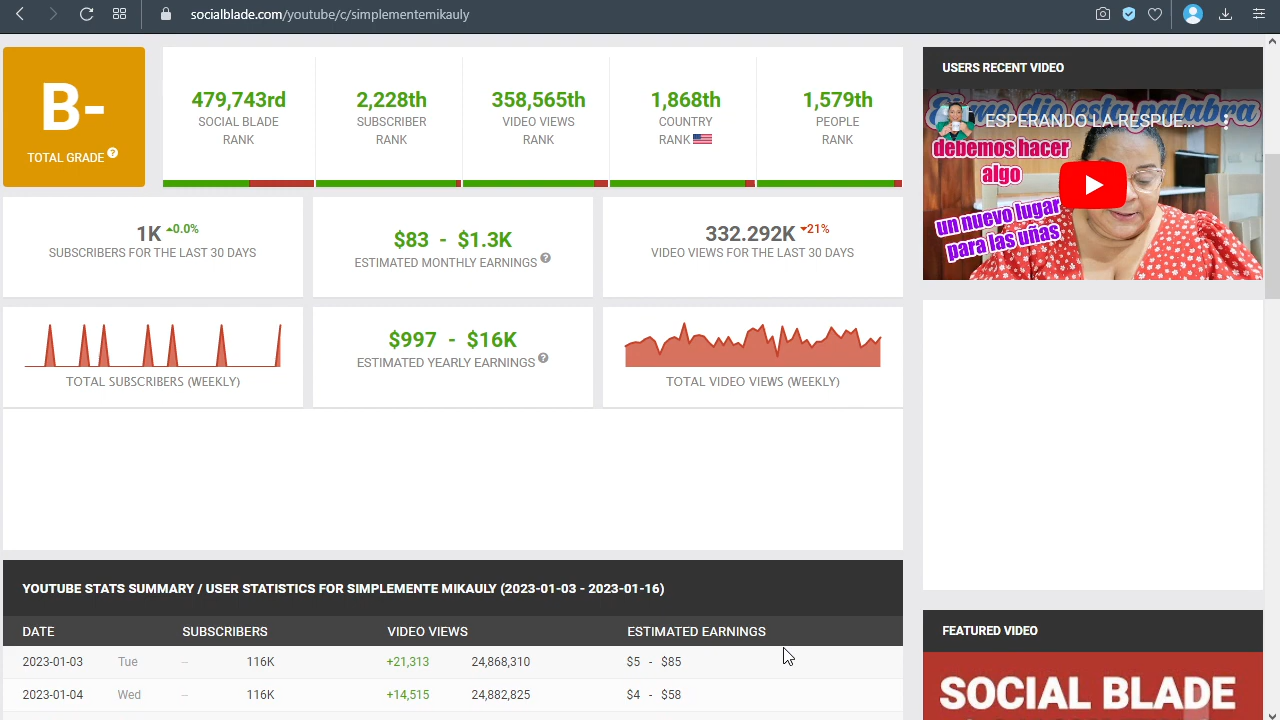 socialblade.com/youtube/c/simplementemikauly
B-
TOTAL GRADE ?
479,743rd
SOCIAL BLADE
RANK
2,228th
SUBSCRIBER
RANK
358,565th
VIDEO VIEWS
RANK
1,868th
COUNTRY
RANK
1,579th
PEOPLE
RANK
1K 0.0%
SUBSCRIBERS FOR THE LAST 30 DAYS
$83 - $1.3K
ESTIMATED MONTHLY EARNINGS ?
332.292K 21%
VIDEO VIEWS FOR THE LAST 30 DAYS
TOTAL SUBSCRIBERS (WEEKLY)
$997 - $16K
ESTIMATED YEARLY EARNINGS ?
TOTAL VIDEO VIEWS (WEEKLY)
YOUTUBE STATS SUMMARY / USER STATISTICS FOR SIMPLEMENTE MIKAULY (2023-01-03 - 2023-01-16)
DATE SUBSCRIBERS VIDEO VIEWS ESTIMATED EARNINGS
2023-01-03 Tue -- 116K +21,313 24,868,310 $5 - $85
2023-01-04 Wed -- 116K +14,515 24,882,825 $4 - $58
USERS RECENT VIDEO
dio esta palabra
ESPERANDO LA RESPUE...
debemos hacer
algo
un nuevo lugar
para las uñas
FEATURED VIDEO
SOCIAL BLADE